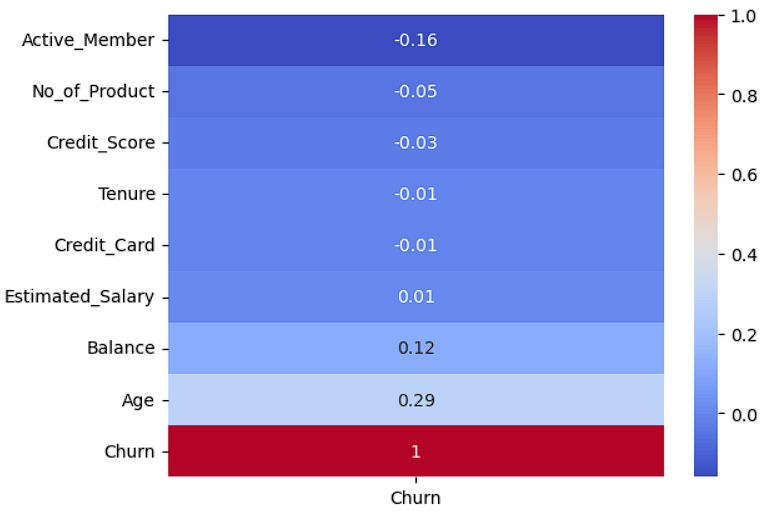 Active_Member -0.16
No_of_Product -0.05
Credit_Score -0.03
Tenure -0.01
Credit_Card -0.01
Estimated_Salary 0.01
Balance 0.12
Age 0.29
Churn 1
Churn
1.0
0.8
0.6
0.4
0.2
0.0